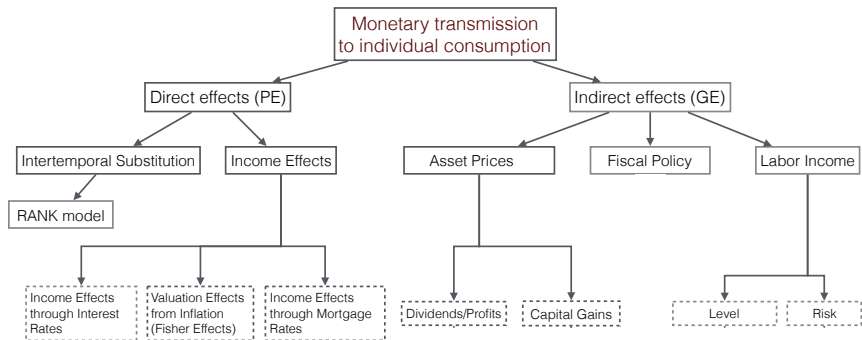 Monetary transmission
to individual consumption
Direct effects (PE)
Indirect effects (GE)
Intertemporal Substitution
Income Effects
Asset Prices
Fiscal Policy
Labor Income
RANK model
Income Effects
through Interest
Rates
Valuation Effects
from Inflation
(Fisher Effects)
Income Effects
through Mortgage
Rates
Dividends/Profits
Capital Gains
Level
Risk